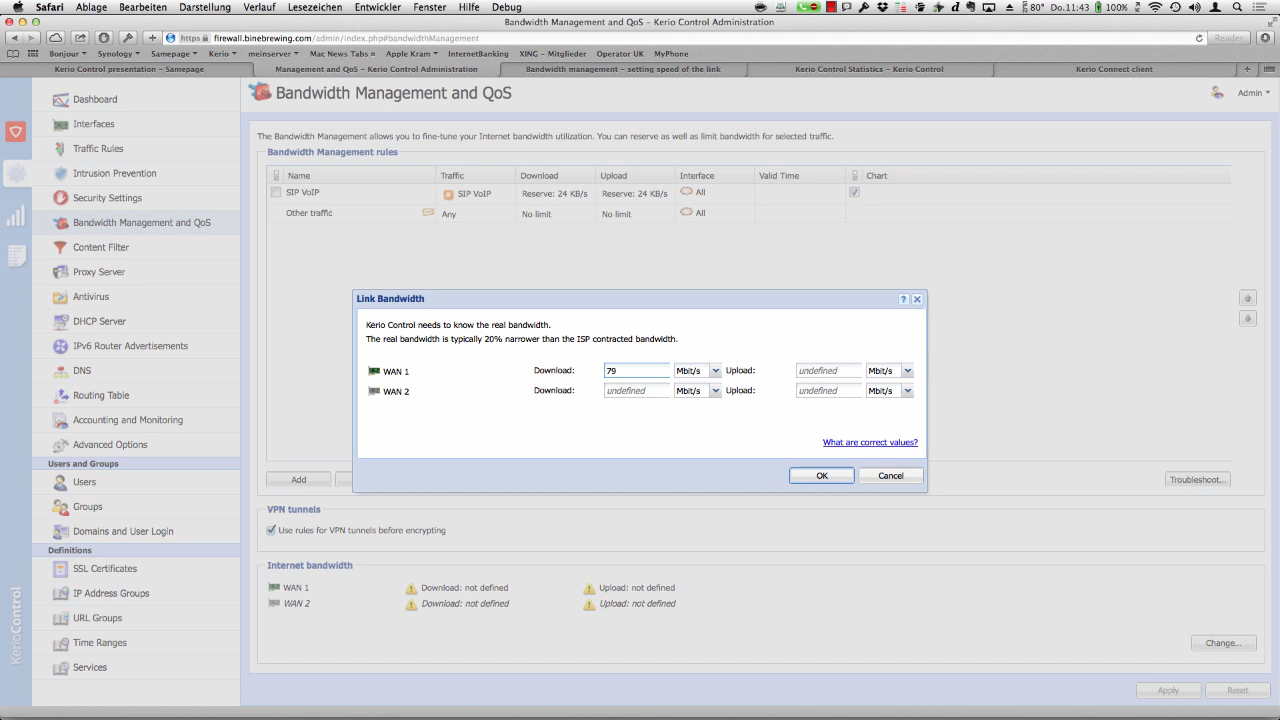 Safari Ablage Bearbeiten Darstellung Verlauf Lesezeichen Entwickler Fenster Hilfe Debug 80° Do.11:43 100%
Bandwidth Management and QoS – Kerio Control Administration
https firewall.binebrewing.com/admin/index.php#bandwidthManagement Reader
Bonjour Synology Samepage Kerio meinserver Mac News Tabs Apple Kram InternetBanking XING – Mitglieder Operator UK MyPhone
Kerio Control presentation — Samepage Management and QoS – Kerio Control Administration Bandwidth management – setting speed of the link Kerio Control Statistics – Kerio Control Kerio Connect client
Dashboard
Interfaces
Traffic Rules
Intrusion Prevention
Security Settings
Bandwidth Management and QoS
Content Filter
Proxy Server
Antivirus
DHCP Server
IPv6 Router Advertisements
DNS
Routing Table
Accounting and Monitoring
Advanced Options
Users and Groups
Users
Groups
Domains and User Login
Definitions
SSL Certificates
IP Address Groups
URL Groups
Time Ranges
Services
KerioControl
Bandwidth Management and QoS Admin
The Bandwidth Management allows you to fine-tune your Internet bandwidth utilization. You can reserve as well as limit bandwidth for selected traffic.
Bandwidth Management rules
Name Traffic Download Upload Interface Valid Time Chart
SIP VoIP SIP VoIP Reserve: 24 KB/s Reserve: 24 KB/s All
Other traffic Any No limit No limit All
Link Bandwidth
Kerio Control needs to know the real bandwidth.
The real bandwidth is typically 20% narrower than the ISP contracted bandwidth.
WAN 1 Download: 79 Mbit/s Upload: undefined Mbit/s
WAN 2 Download: undefined Mbit/s Upload: undefined Mbit/s
What are correct values?
OK Cancel
Add Troubleshoot...
VPN tunnels
Use rules for VPN tunnels before encrypting
Internet bandwidth
WAN 1 Download: not defined Upload: not defined
WAN 2 Download: not defined Upload: not defined
Change...
Apply Reset